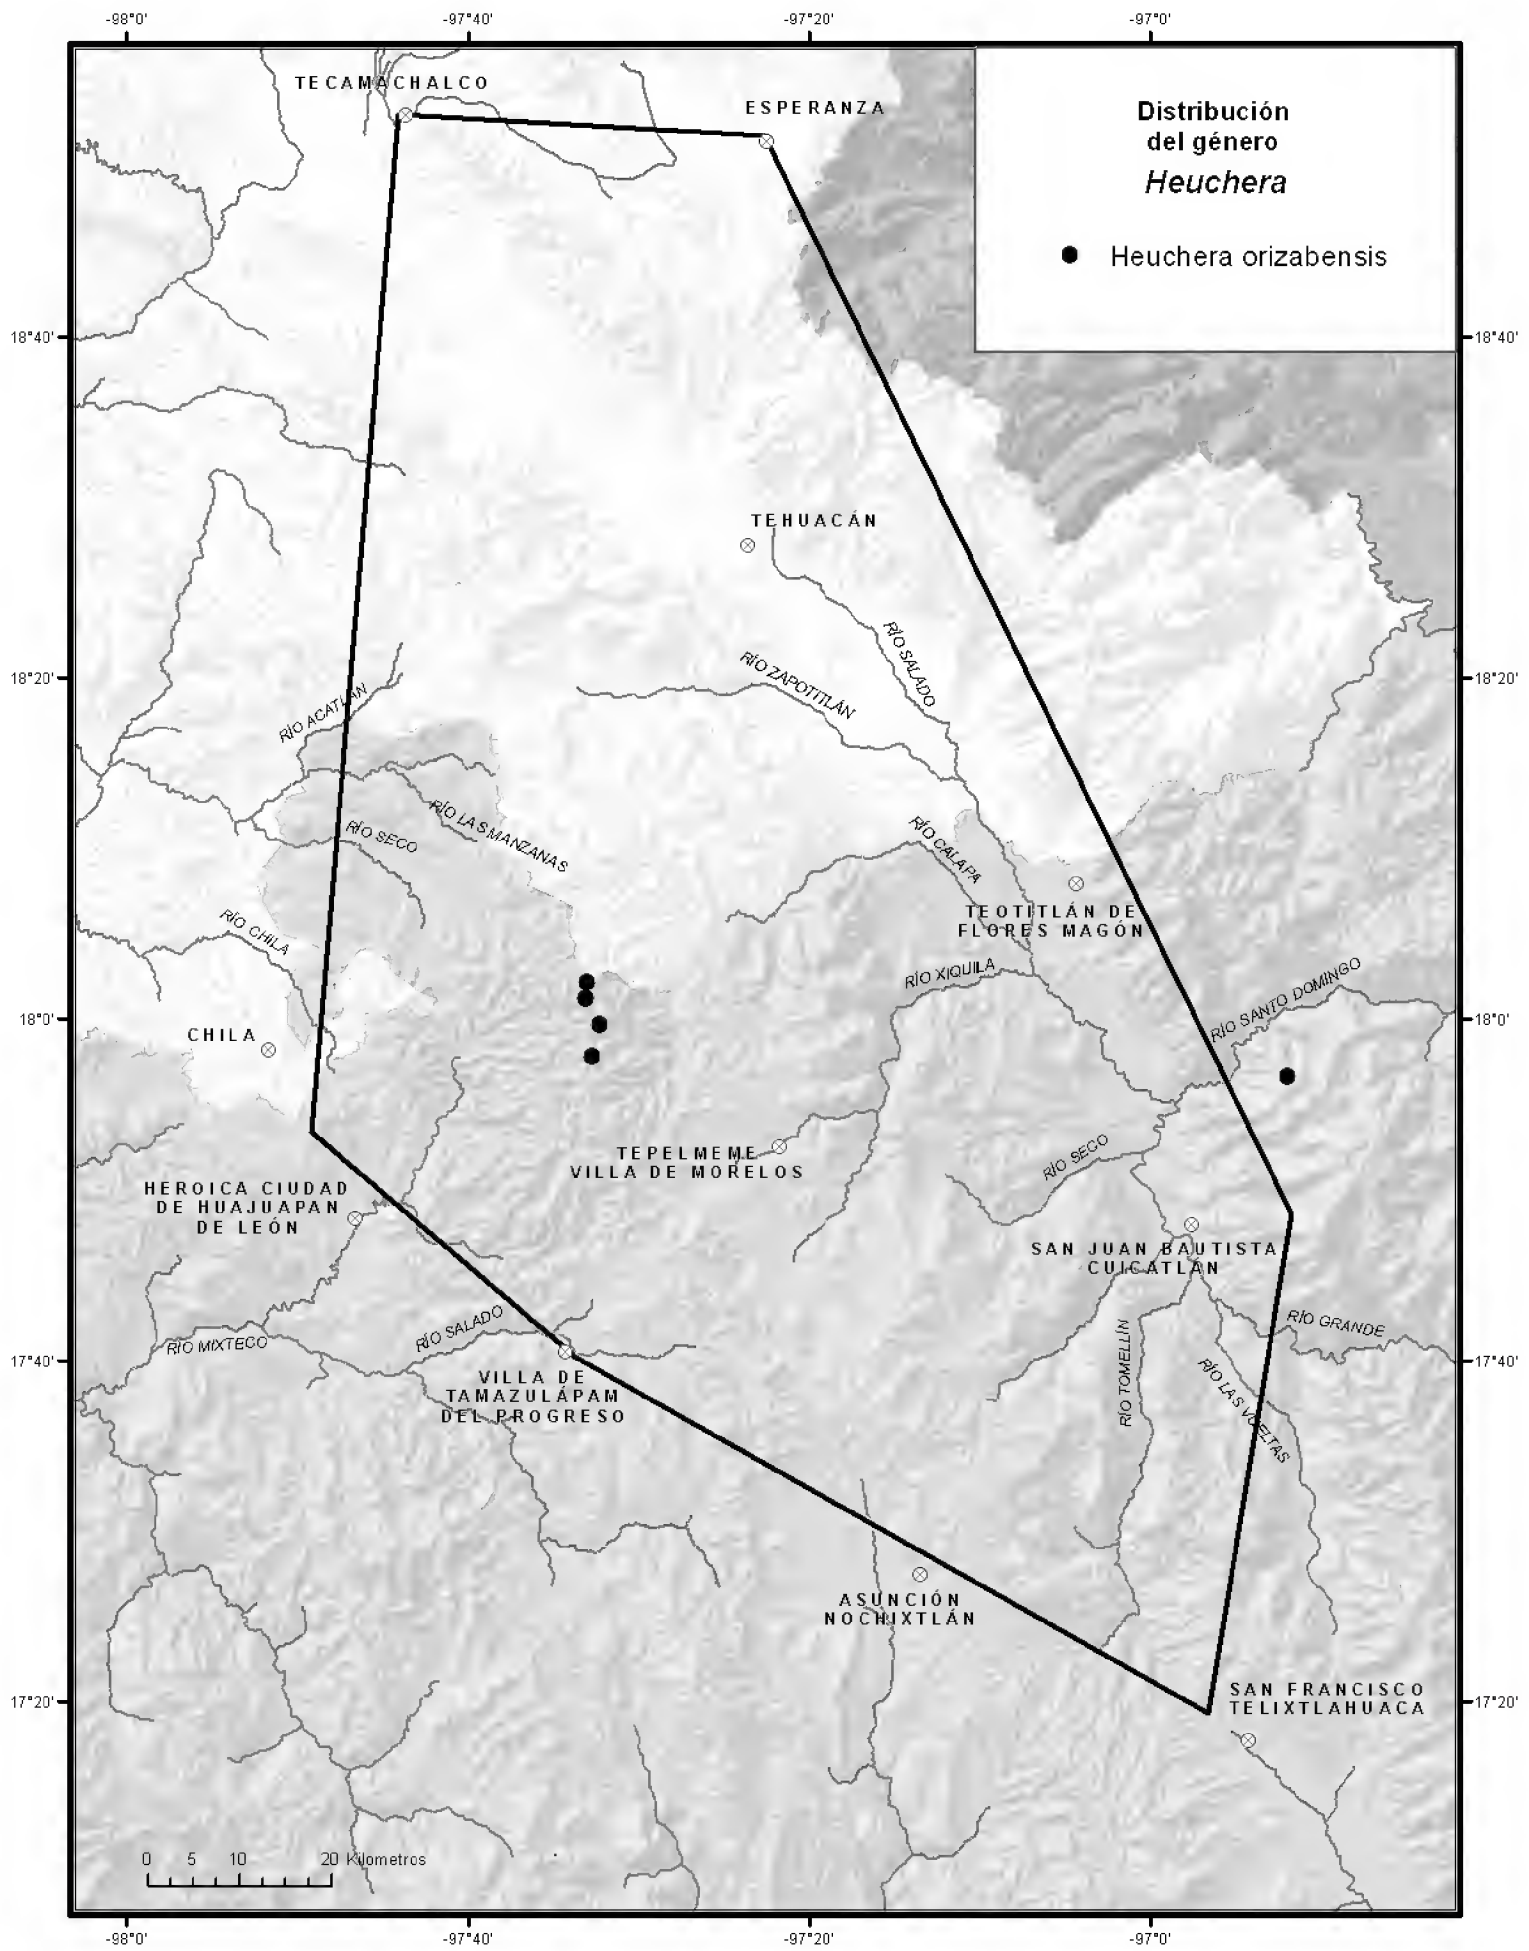 -98°0'
-97°40'
-97°20'
-97°0'
TECAMACHALCO
ESPERANZA
Distribución
del género
Heuchera
Heuchera orizabensis
18°40'
18°40'
TEHUACÁN
RÍO SALADO
RÍO ZAPOTITLÁN
18°20'
18°20'
RÍO ACATLÁN
RÍO LAS MANZANAS
RÍO SECO
RÍO CALAPA
TEOTITLÁN DE
FLORES MAGÓN
RÍO CHILA
RÍO XIQUILA
RÍO SANTO DOMINGO
18°0'
18°0'
CHILA
TEPELMEME
VILLA DE MORELOS
RÍO SECO
HEROICA CIUDAD
DE HUAJUAPAN
DE LEÓN
SAN JUAN BAUTISTA
CUICATLÁN
RÍO SALADO
RÍO MIXTECO
RÍO GRANDE
17°40'
17°40'
VILLA DE
TAMAZULÁPAM
DEL PROGRESO
RÍO TOMELLÍN
RÍO LAS VUELTAS
ASUNCIÓN
NOCHIXTLÁN
17°20'
17°20'
SAN FRANCISCO
TELIXTLAHUACA
0 5 10 20 Kilometros
-98°0'
-97°40'
-97°20'
-97°0'